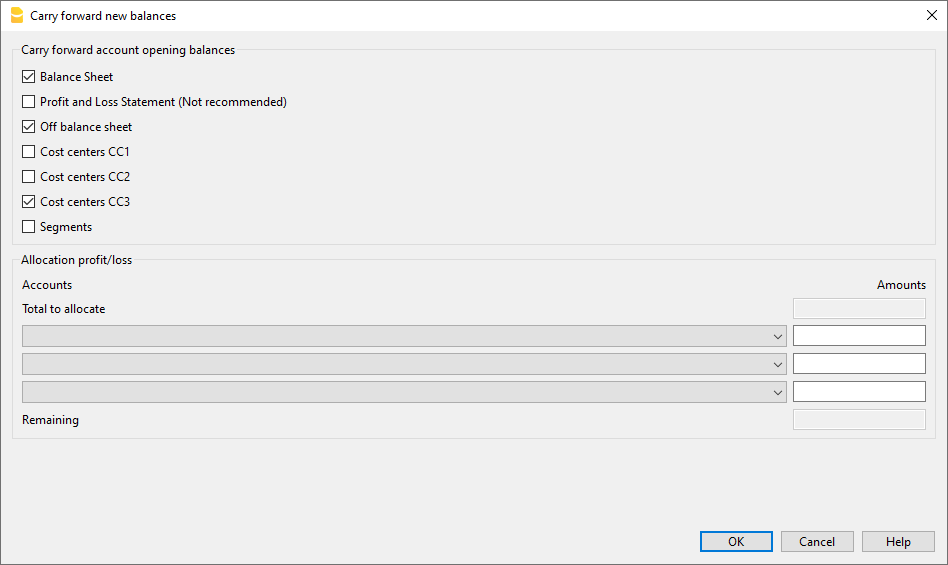 Carry forward new balances
Carry forward account opening balances
Balance Sheet
Profit and Loss Statement (Not recommended)
Off balance sheet
Cost centers CC1
Cost centers CC2
Cost centers CC3
Segments
Allocation profit/loss
Accounts Amounts
Total to allocate
Remaining
OK Cancel Help